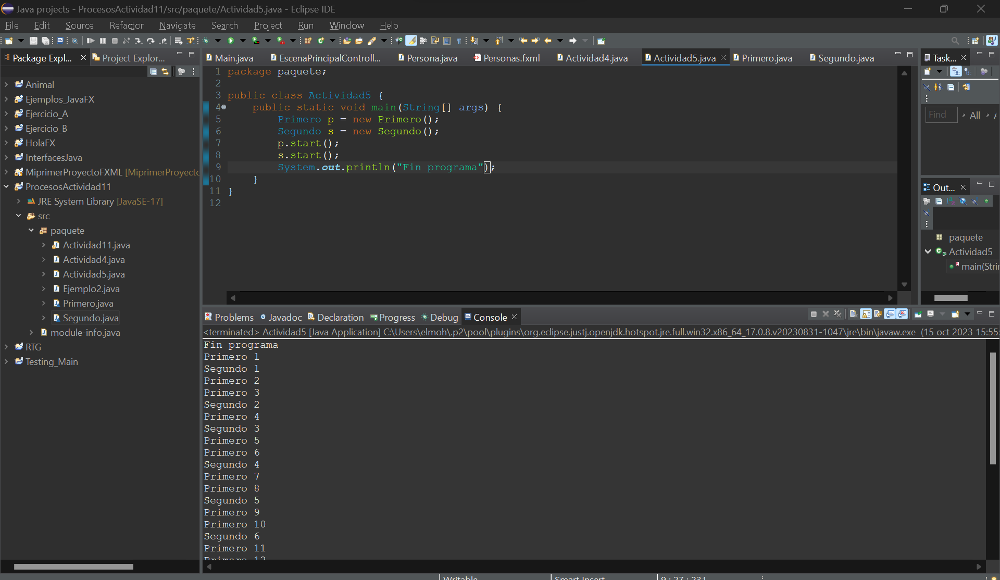 Java projects - ProcesosActividad11/src/paquete/Actividad5.java - Eclipse IDE
File Edit Source Refactor Navigate Search Project Run Window Help
Package Expl... Project Explor...
Animal
Ejemplos_JavaFX
Ejercicio_A
Ejercicio_B
HolaFX
InterfacesJava
MiprimerProyectoFXML [MiprimerProyecto
ProcesosActividad11
JRE System Library [JavaSE-17]
src
paquete
Actividad11.java
Actividad4.java
Actividad5.java
Ejemplo2.java
Primero.java
Segundo.java
module-info.java
RTG
Testing_Main
Main.java EscenaPrincipalControll... Persona.java Personas.fxml Actividad4.java Actividad5.java Primero.java Segundo.java
1 package paquete;
2
3 public class Actividad5 {
4 public static void main(String[] args) {
5 Primero p = new Primero();
6 Segundo s = new Segundo();
7 p.start();
8 s.start();
9 System.out.println("Fin programa");
10 }
11 }
12
Task...
Find All
Out...
paquete
Actividad5
main(Strin
Problems Javadoc Declaration Progress Debug Console
<terminated> Actividad5 [Java Application] C:\Users\elmoh\.p2\pool\plugins\org.eclipse.justj.openjdk.hotspot.jre.full.win32.x86_64_17.0.8.v20230831-1047\jre\bin\javaw.exe (15 oct 2023 15:55:
Fin programa
Primero 1
Segundo 1
Primero 2
Primero 3
Segundo 2
Primero 4
Segundo 3
Primero 5
Primero 6
Segundo 4
Primero 7
Primero 8
Segundo 5
Primero 9
Primero 10
Segundo 6
Primero 11
Primero 12
Writable Smart Insert 9 : 27 : 231